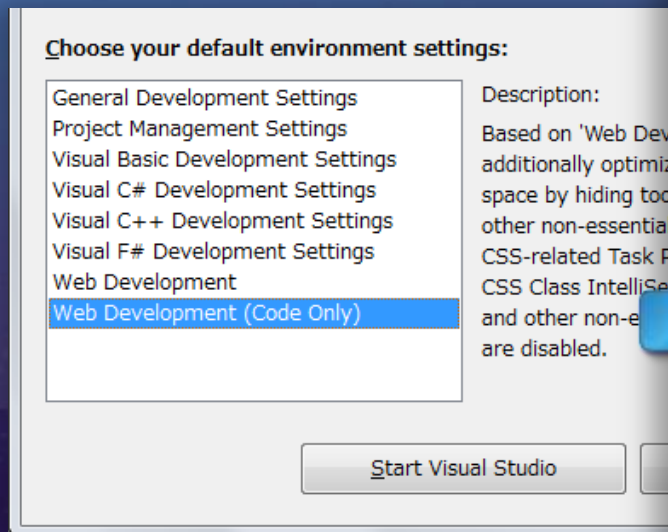 Choose your default environment settings:
General Development Settings
Project Management Settings
Visual Basic Development Settings
Visual C# Development Settings
Visual C++ Development Settings
Visual F# Development Settings
Web Development
Web Development (Code Only)
Description:
Based on 'Web Dev
additionally optimiz
space by hiding too
other non-essentia
CSS-related Task
CSS Class IntelliSe
and other non-e
are disabled.
Start Visual Studio